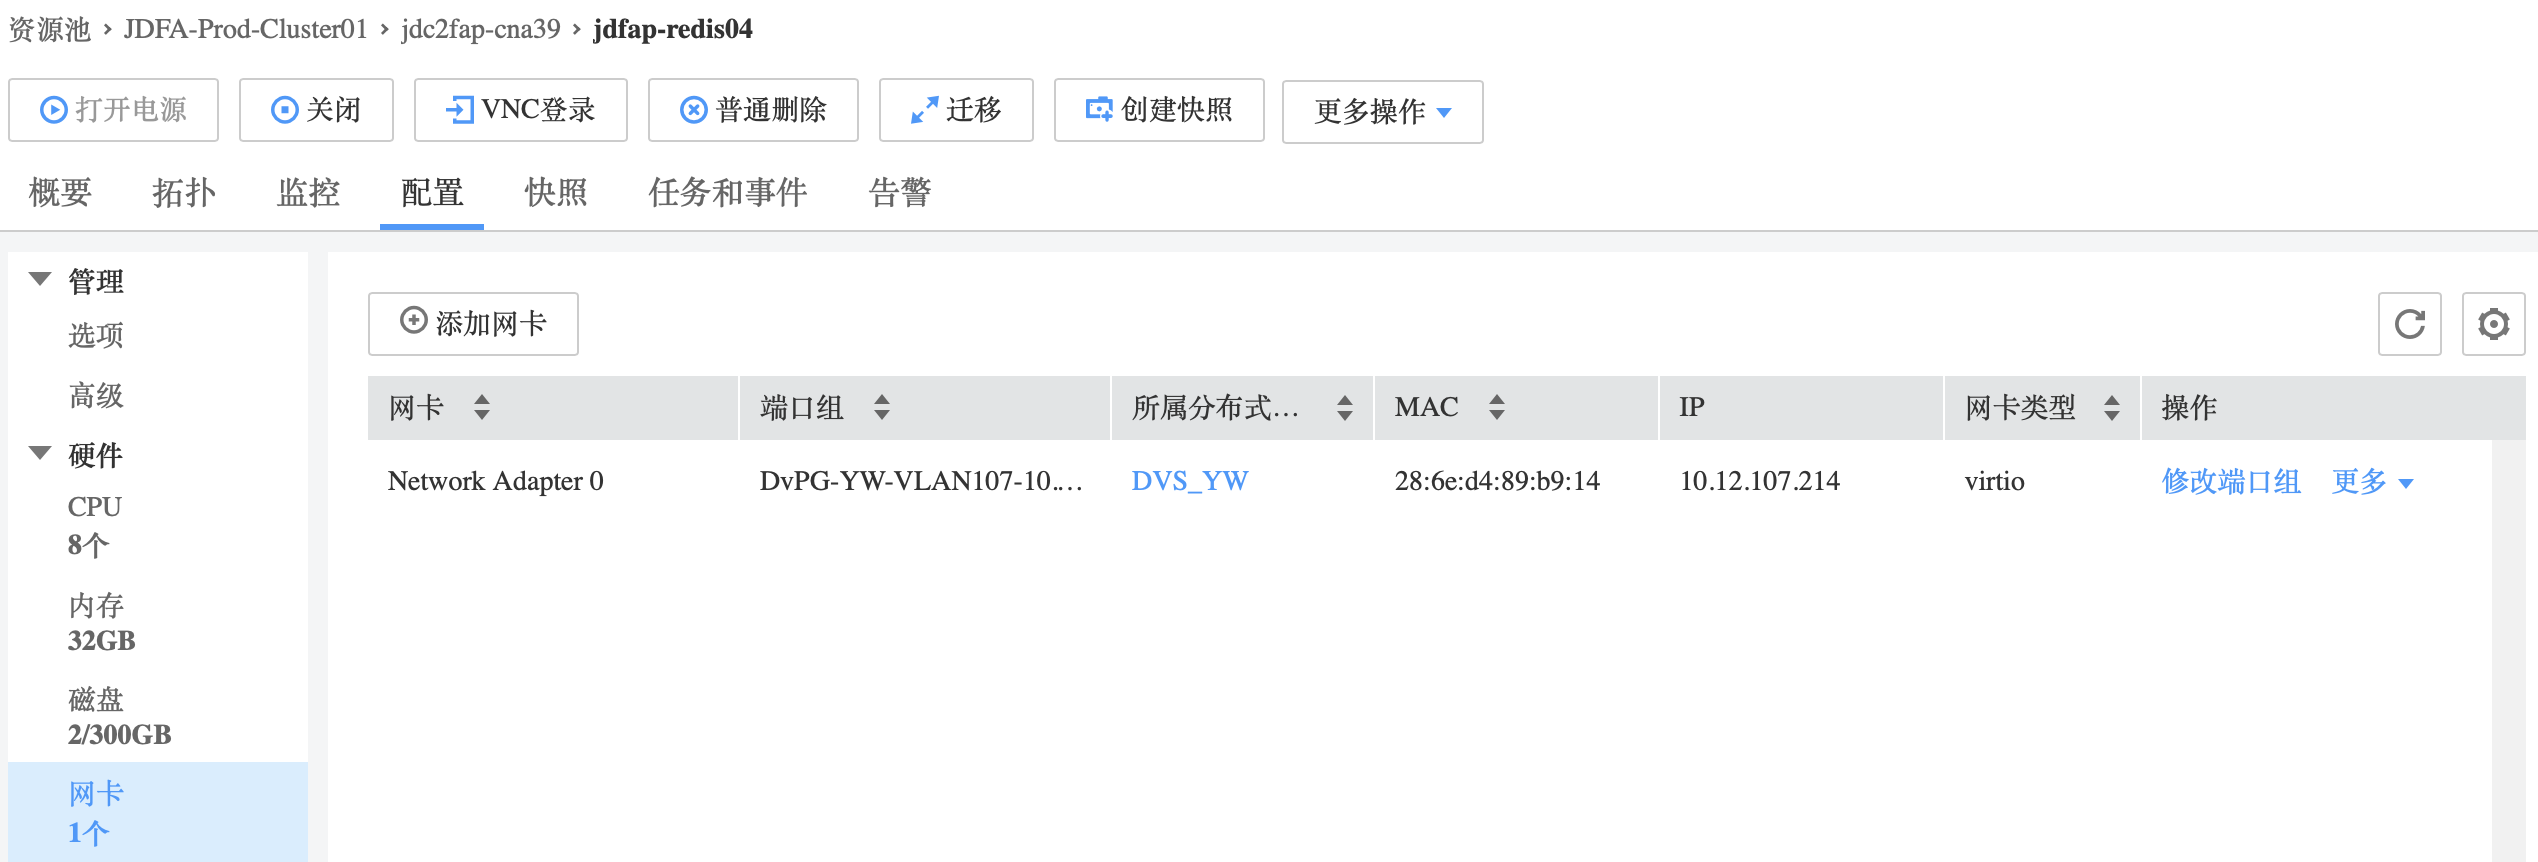 资源池 › JDFA-Prod-Cluster01 › jdc2fap-cna39 › jdfap-redis04
打开电源 关闭 VNC登录 普通删除 迁移 创建快照 更多操作
概要 拓扑 监控 配置 快照 任务和事件 告警
管理
选项
高级
硬件
CPU
8个
内存
32GB
磁盘
2/300GB
网卡
1个
添加网卡
网卡 端口组 所属分布式... MAC IP 网卡类型 操作
Network Adapter 0 DvPG-YW-VLAN107-10.... DVS_YW 28:6e:d4:89:b9:14 10.12.107.214 virtio 修改端口组 更多